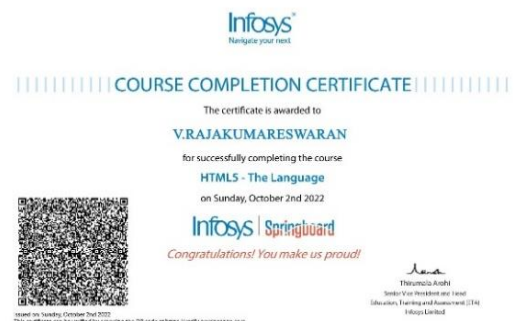 Infosys
Navigate your next
COURSE COMPLETION CERTIFICATE
The certificate is awarded to
V.RAJAKUMARESWARAN
for successfully completing the course
HTML5 - The Language
on Sunday, October 2nd 2022
Infosys | Springboard
Congratulations! You make us proud!
Thirumala Arohi
Senior Vice President and Head
Education, Training and Assessment (ETA)
Infosys Limited
Issued on: Sunday, October 2nd 2022